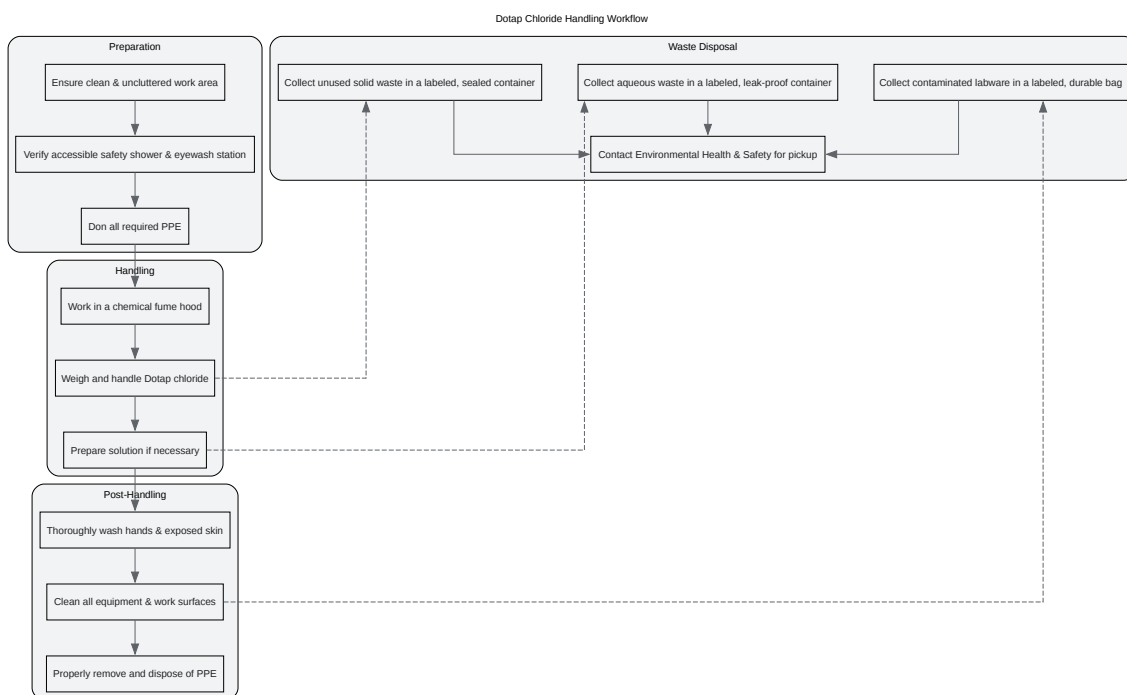 Dotap Chloride Handling Workflow
Preparation
Ensure clean & uncluttered work area
Verify accessible safety shower & eyewash station
Don all required PPE
Handling
Work in a chemical fume hood
Weigh and handle Dotap chloride
Prepare solution if necessary
Post-Handling
Thoroughly wash hands & exposed skin
Clean all equipment & work surfaces
Properly remove and dispose of PPE
Waste Disposal
Collect unused solid waste in a labeled, sealed container
Collect aqueous waste in a labeled, leak-proof container
Collect contaminated labware in a labeled, durable bag
Contact Environmental Health & Safety for pickup